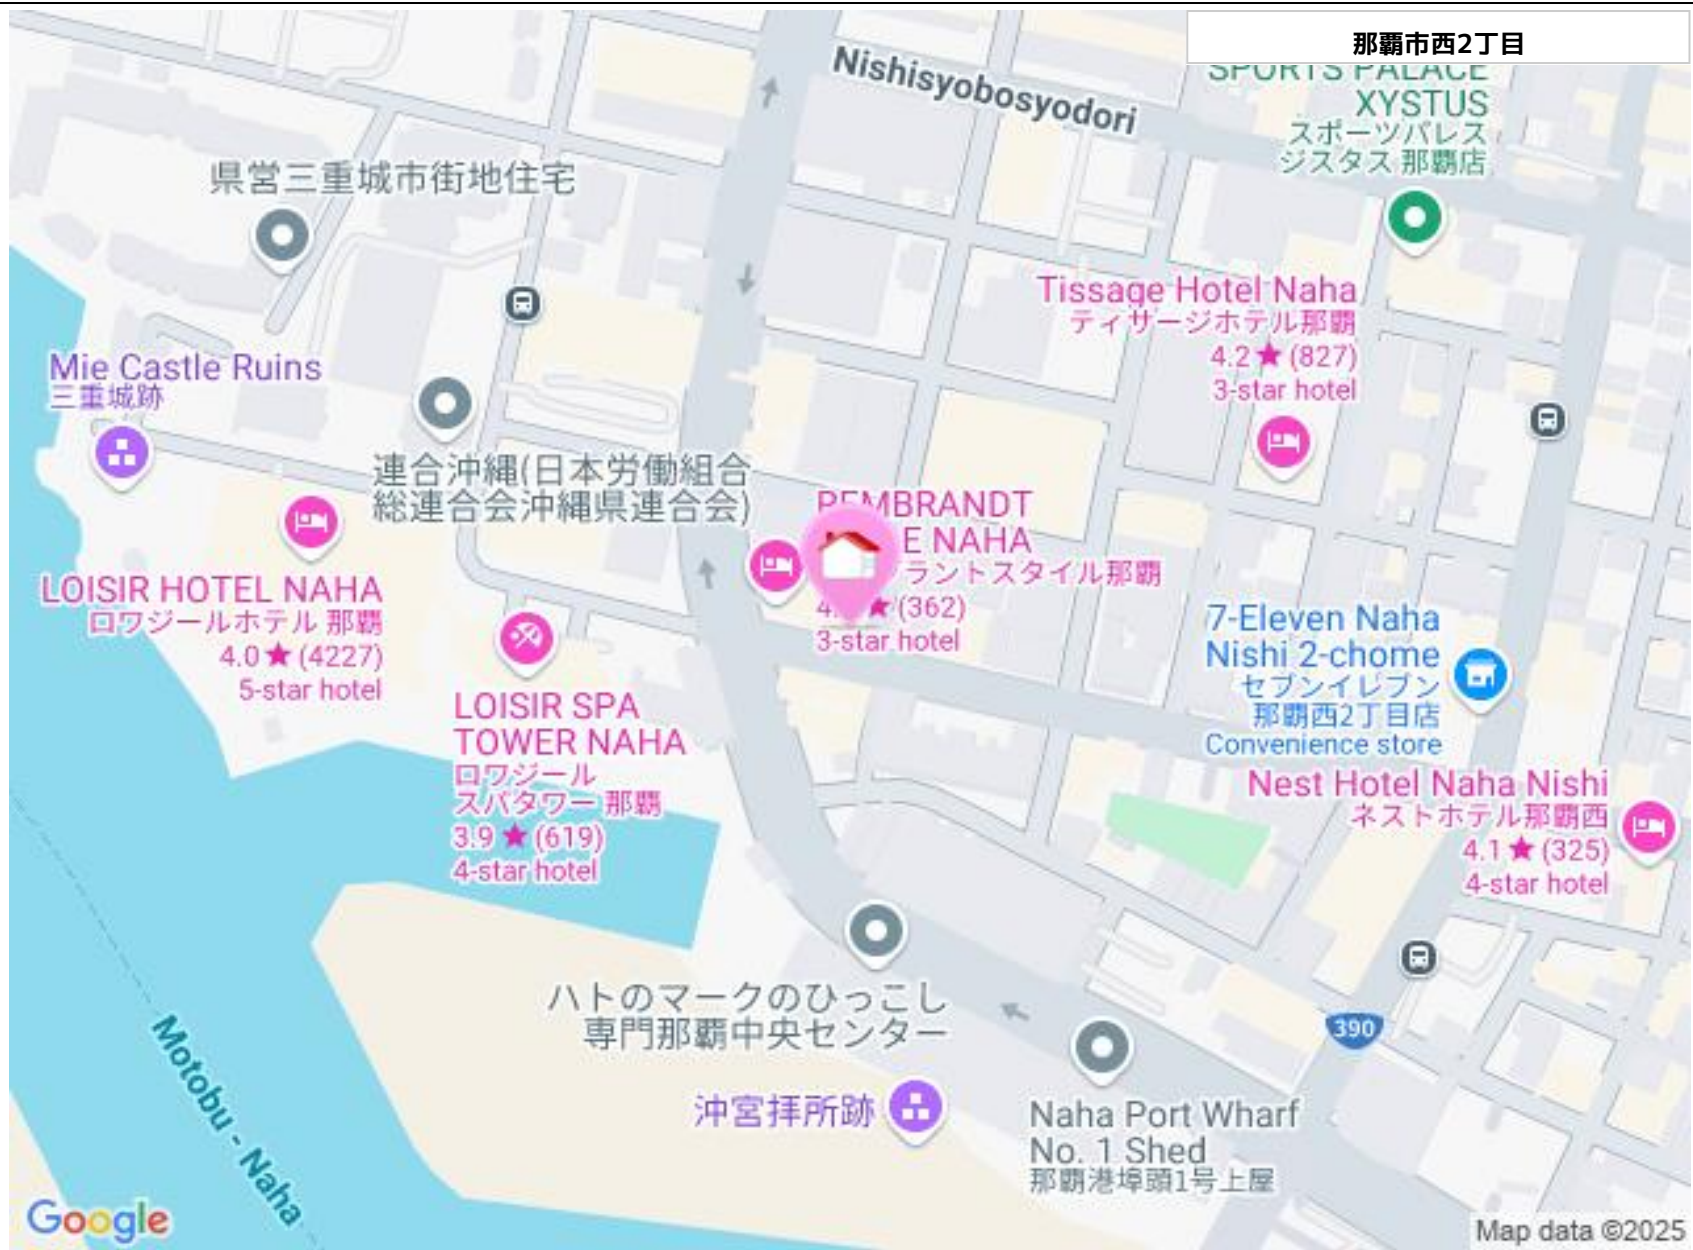 那覇市西2丁目
Nishisyobosyodori
SPORTS PALACE
XYSTUS
スポーツパレス
ジスタス 那覇店
県営三重城市街地住宅
Tissage Hotel Naha
ティサージホテル那覇
4.2 ★ (827)
3-star hotel
Mie Castle Ruins
三重城跡
連合沖縄(日本労働組合
総連合会沖縄県連合会)
REMBRANDT
E NAHA
ラントスタイル那覇
(362)
3-star hotel
LOISIR HOTEL NAHA
ロワジールホテル 那覇
4.0 ★ (4227)
5-star hotel
7-Eleven Naha
Nishi 2-chome
セブンイレブン
那覇西2丁目店
Convenience store
LOISIR SPA
TOWER NAHA
ロワジール
スパタワー 那覇
3.9 ★ (619)
4-star hotel
Nest Hotel Naha Nishi
ネストホテル那覇西
4.1 ★ (325)
4-star hotel
ハトのマークのひっこし
専門那覇中央センター
390
沖宮拝所跡
Naha Port Wharf
No. 1 Shed
那覇港埠頭1号上屋
Motobu - Naha
Google
Map data ©2025